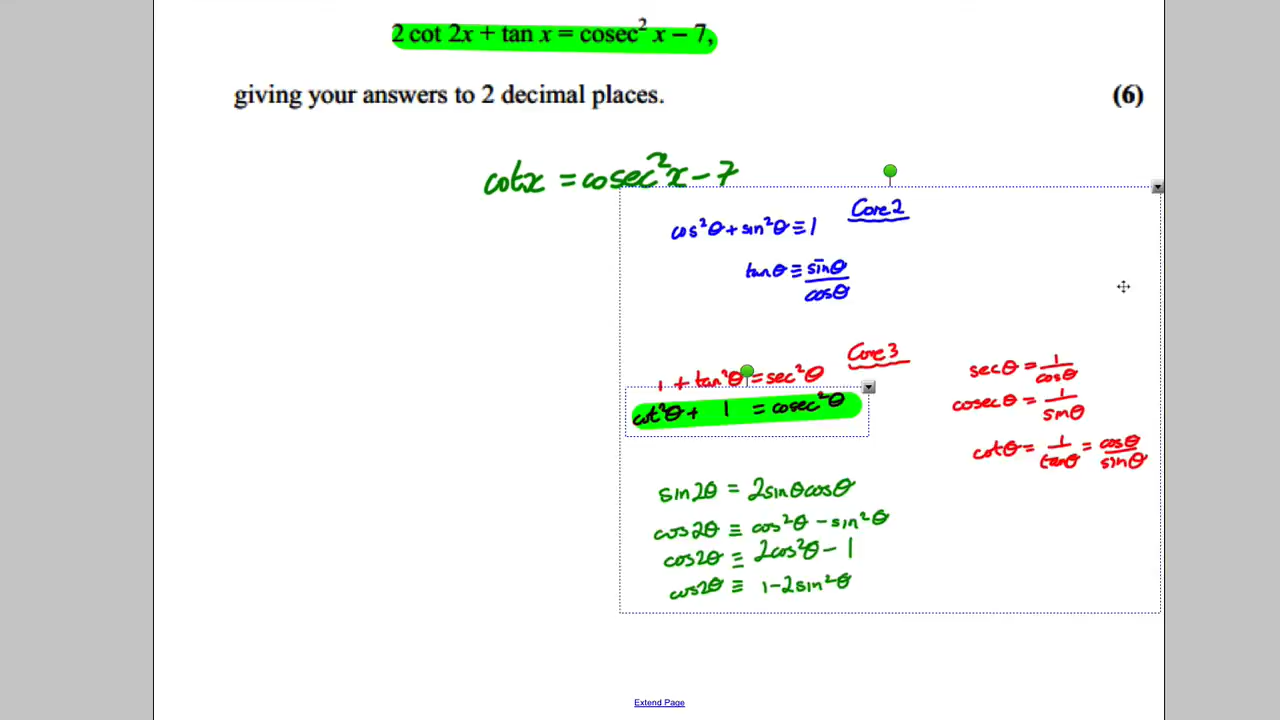 2 cot 2x + tan x = cosec² x − 7,
giving your answers to 2 decimal places. (6)
cotx = cosec²x − 7
Core 2
cos²θ + sin²θ ≡ 1
tanθ ≡ sinθ/cosθ
Core 3
1 + tan²θ = sec²θ
cot²θ + 1 = cosec²θ
secθ = 1/cosθ
cosecθ = 1/sinθ
cotθ = 1/tanθ = cosθ/sinθ
sin2θ = 2sinθcosθ
cos2θ ≡ cos²θ − sin²θ
cos2θ ≡ 2cos²θ − 1
cos2θ ≡ 1 − 2sin²θ
Extend Page